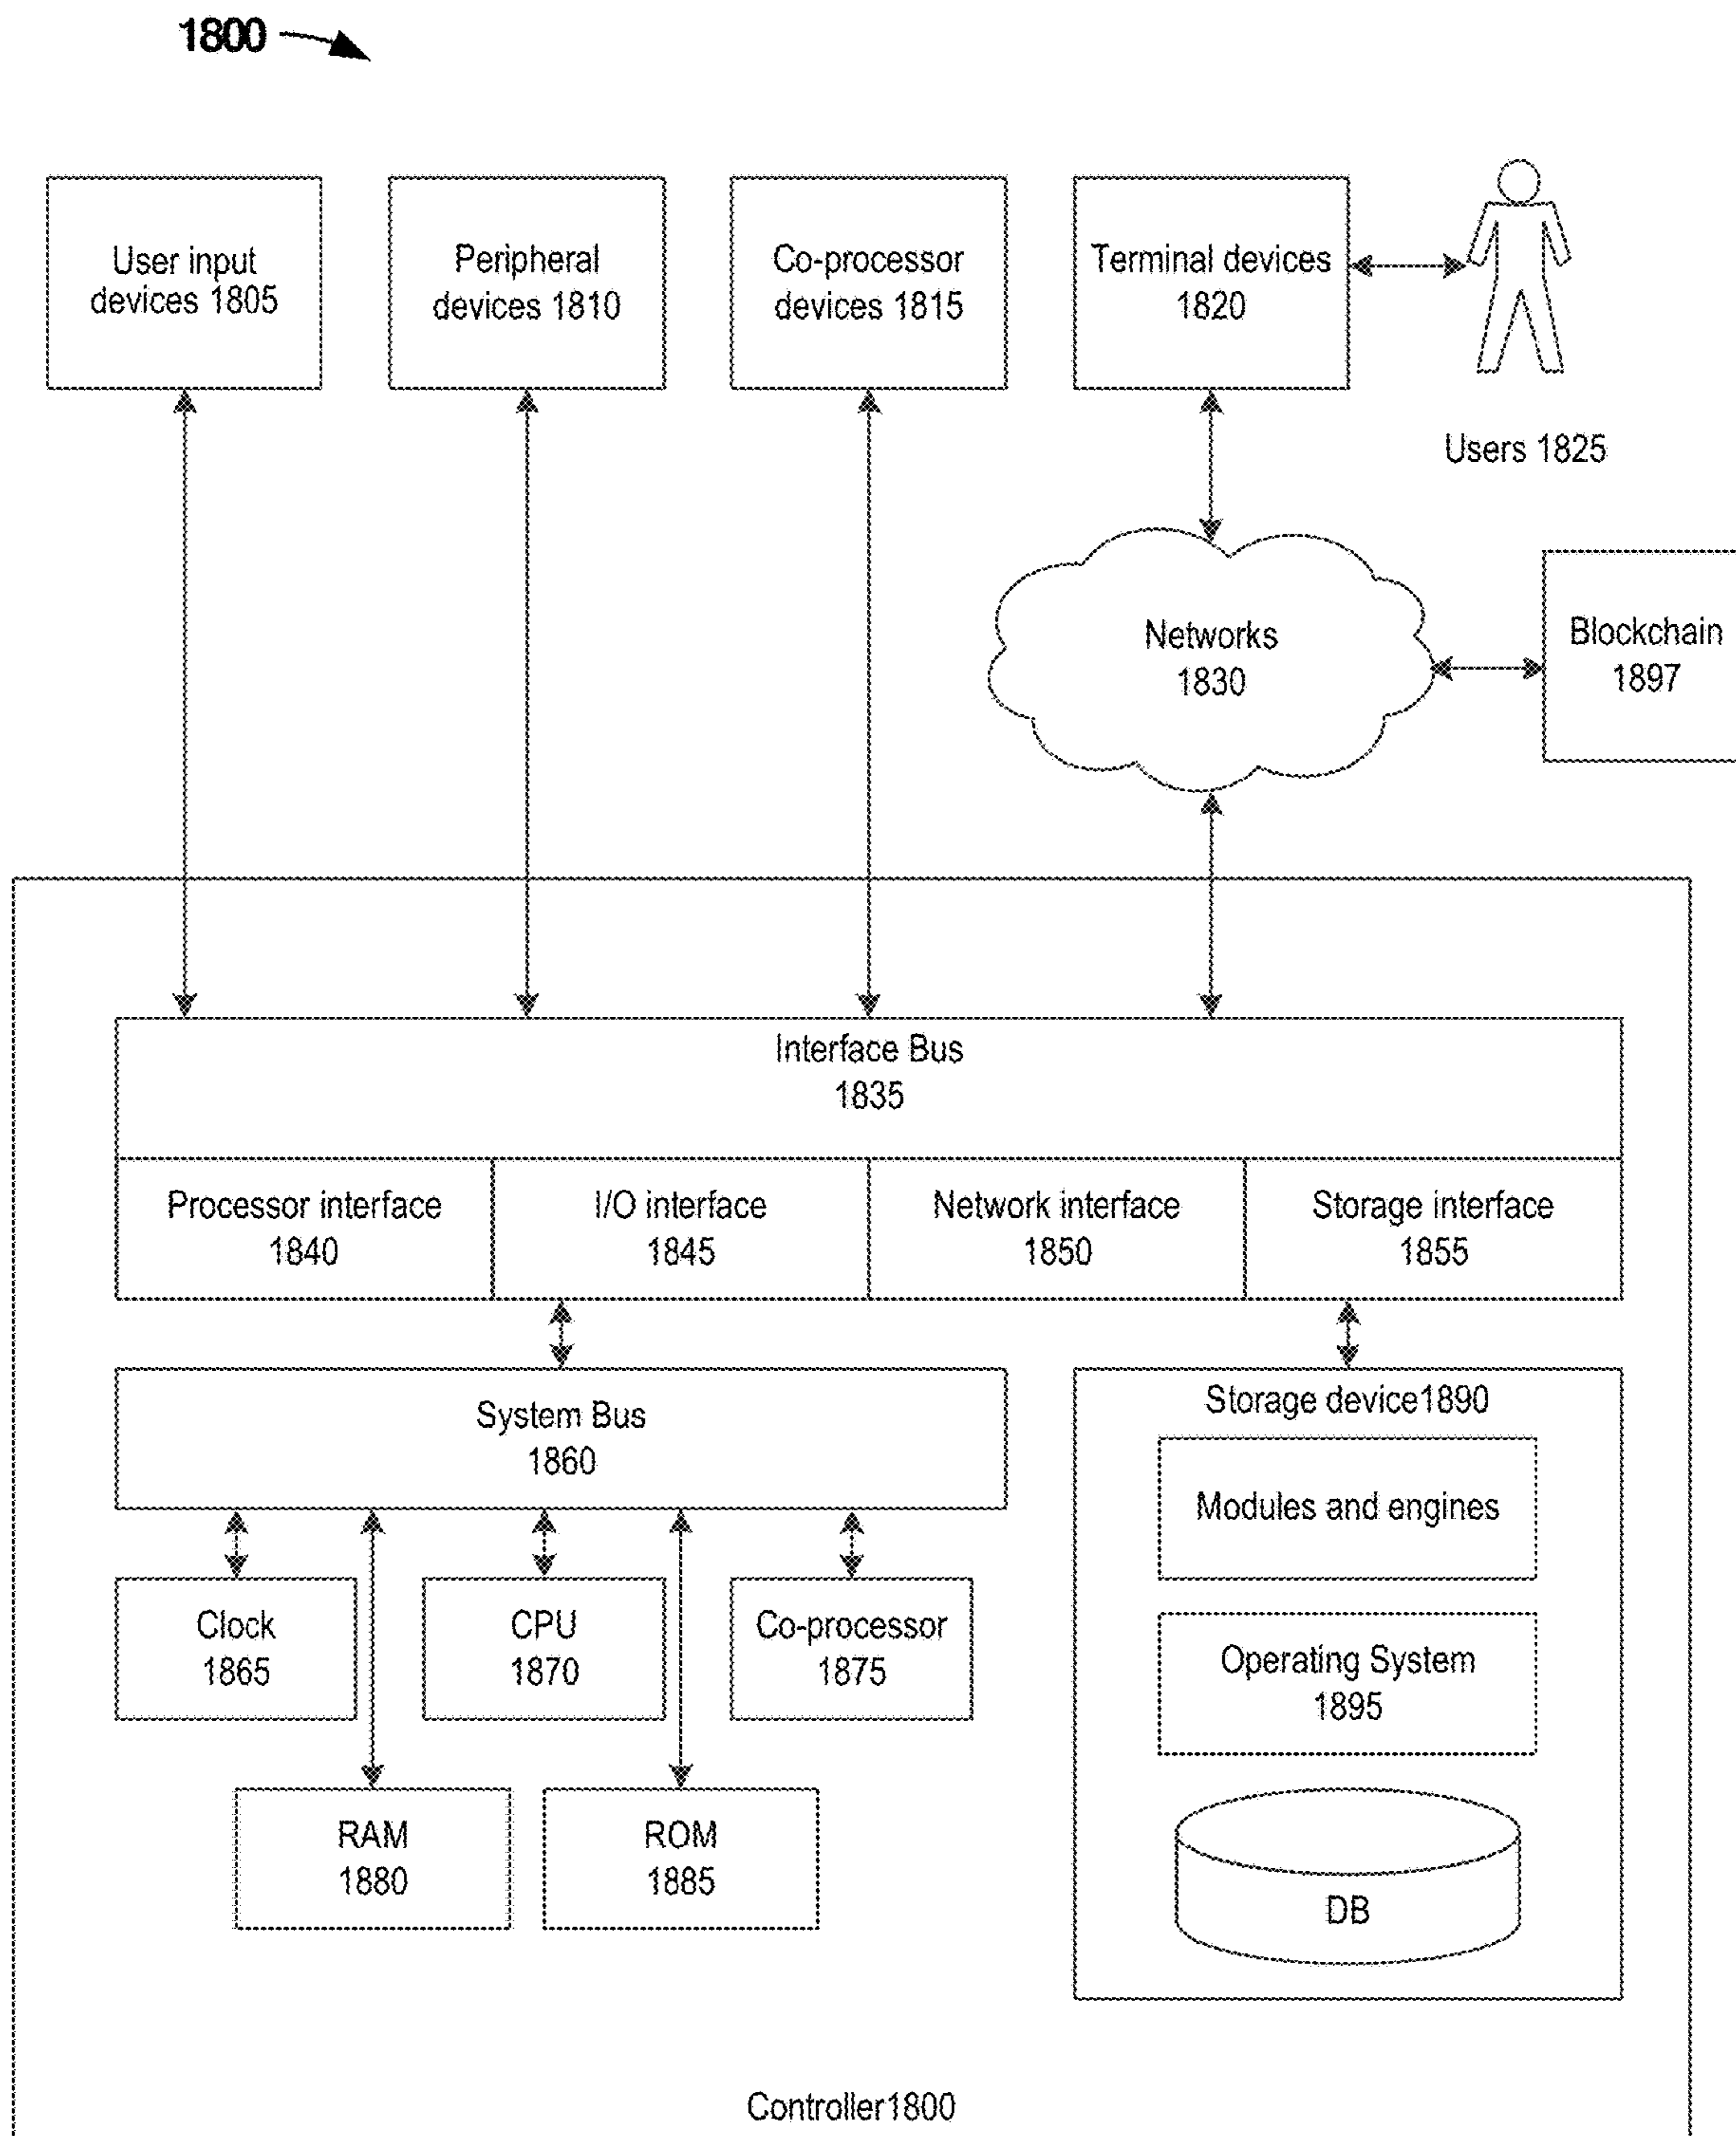 1800
User input
devices 1805
Peripheral
devices 1810
Co-processor
devices 1815
Terminal devices
1820
Users 1825
Networks
1830
Blockchain
1897
Interface Bus
1835
Processor interface
1840
I/O interface
1845
Network interface
1850
Storage interface
1855
System Bus
1860
Storage device1890
Modules and engines
Clock
1865
CPU
1870
Co-processor
1875
Operating System
1895
RAM
1880
ROM
1885
DB
Controller1800